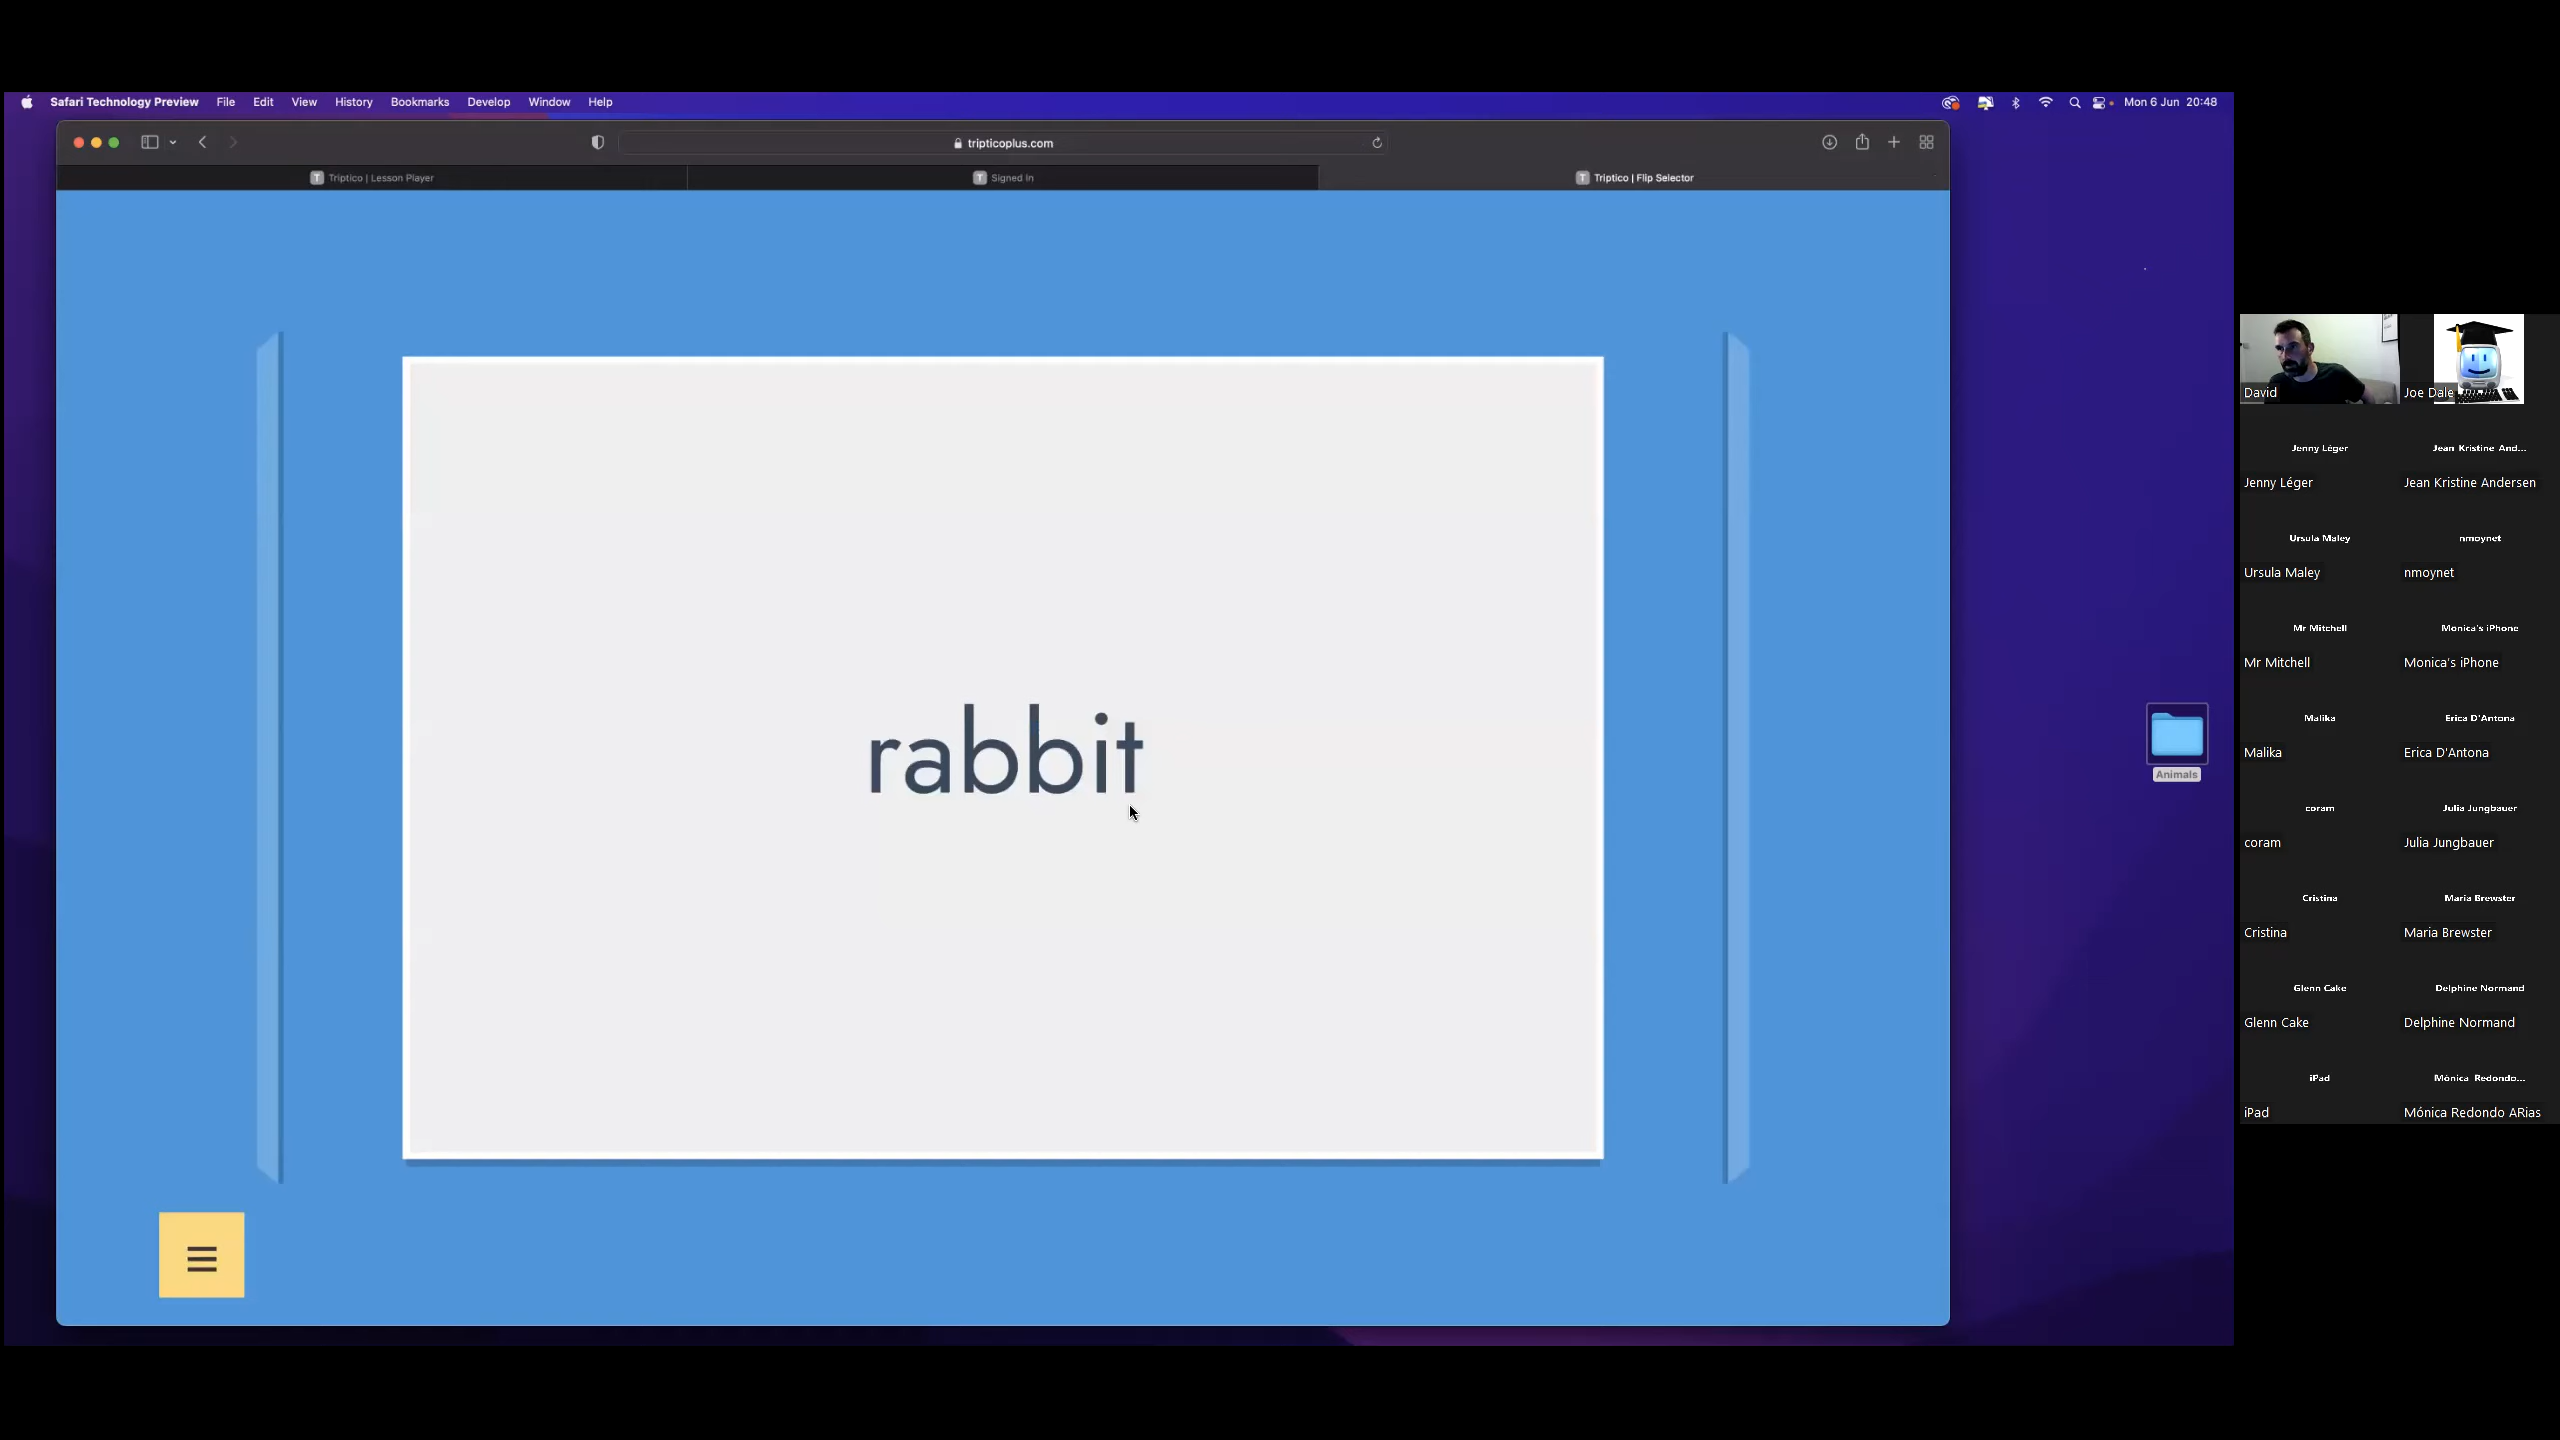 Safari Technology Preview File Edit View History Bookmarks Develop Window Help Mon 6 Jun 20:48
tripticoplus.com
T Triptico | Lesson Player T Signed In T Triptico | Flip Selector
rabbit
Animals
David Joe Dale
Jenny Léger Jean Kristine And...
Jenny Léger Jean Kristine Andersen
Ursula Maley nmoynet
Ursula Maley nmoynet
Mr Mitchell Monica's iPhone
Mr Mitchell Monica's iPhone
Malika Erica D'Antona
Malika Erica D'Antona
coram Julia Jungbauer
coram Julia Jungbauer
Cristina Maria Brewster
Cristina Maria Brewster
Glenn Cake Delphine Normand
Glenn Cake Delphine Normand
iPad Mónica Redondo...
iPad Mónica Redondo ARias